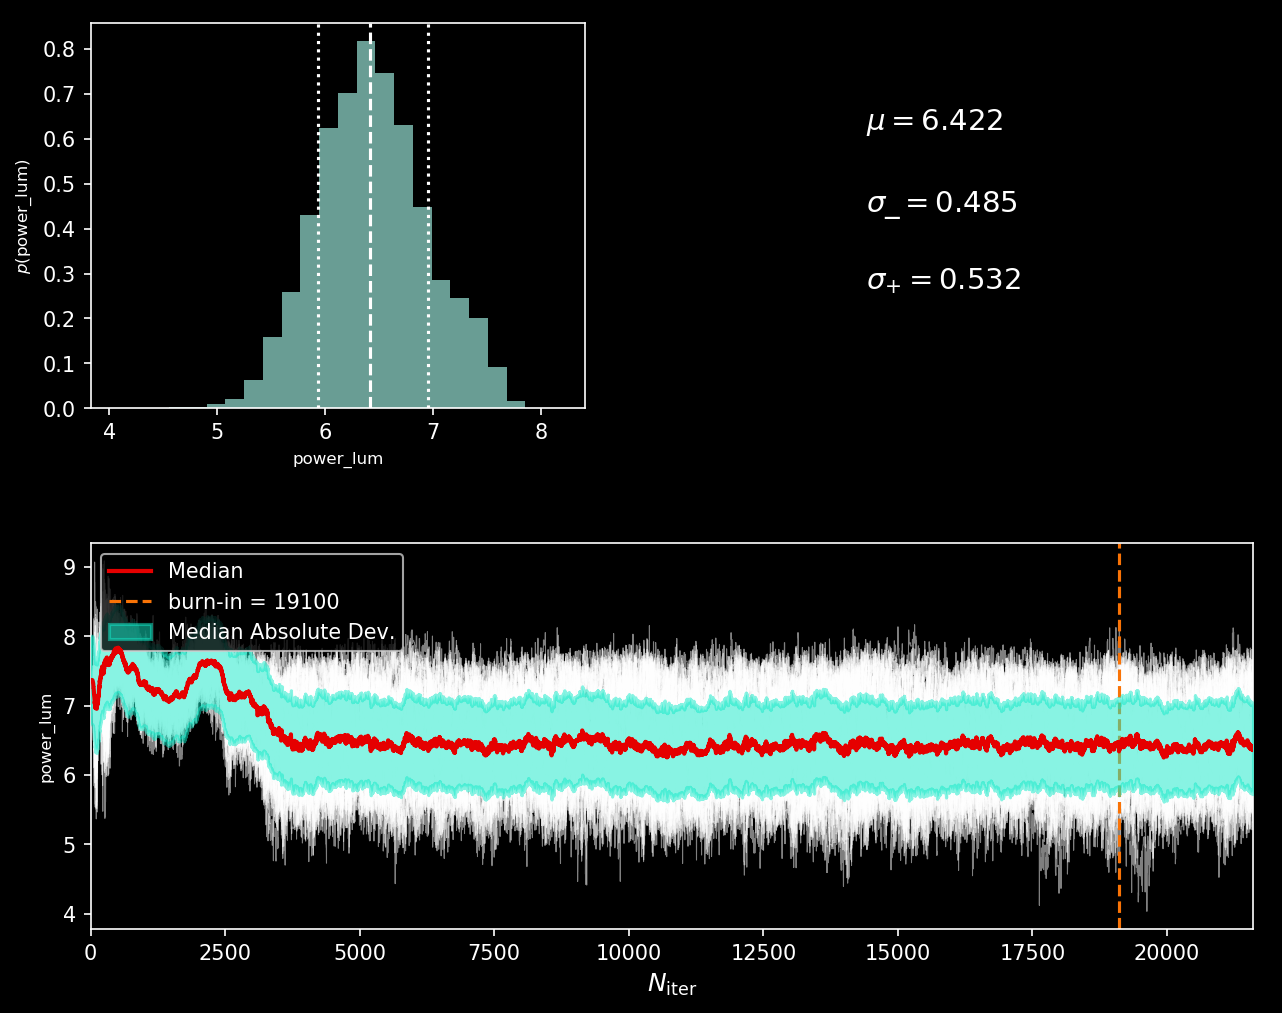 0.8
0.7
0.6
0.5
0.4
0.3
0.2
0.1
0.0
p(power_lum)
4 5 6 7 8
power_lum
μ = 6.422
σ_ = 0.485
σ+ = 0.532
9
8
7
6
5
4
power_lum
Median
burn-in = 19100
Median Absolute Dev.
0 2500 5000 7500 10000 12500 15000 17500 20000
Niter